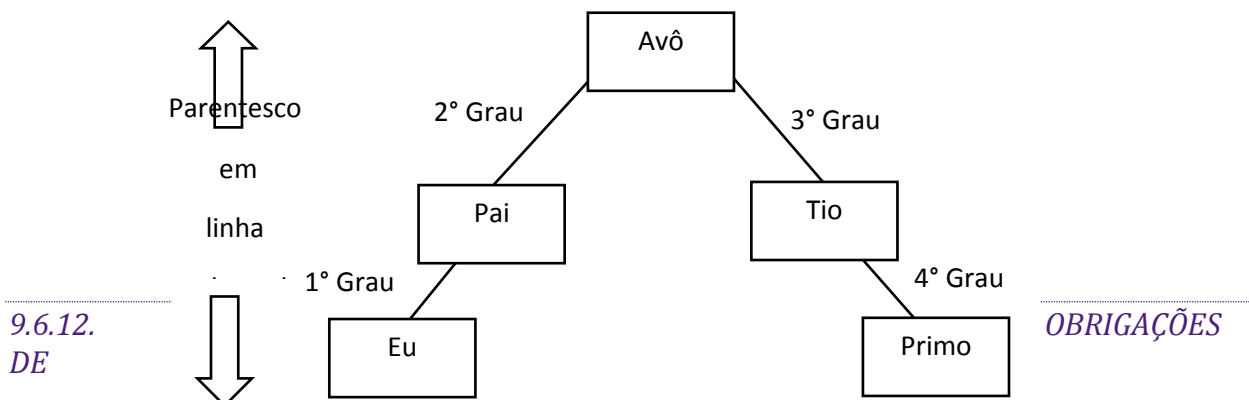 Avô
Parentesco
2° Grau
3° Grau
em
Pai
Tio
linha
1° Grau
4° Grau
9.6.12.
DE
Eu
Primo
OBRIGAÇÕES